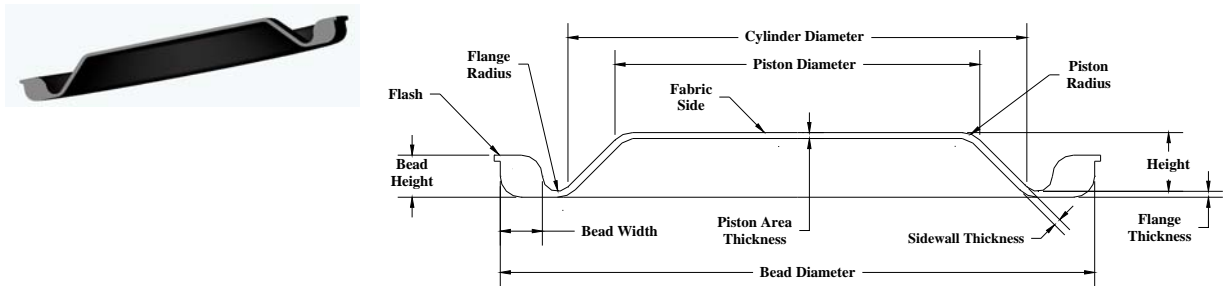 Cylinder Diameter
Flange
Radius
Piston Diameter
Piston
Radius
Flash
Fabric
Side
Bead
Height
Height
Piston Area
Thickness
Flange
Thickness
Bead Width
Sidewall Thickness
Bead Diameter